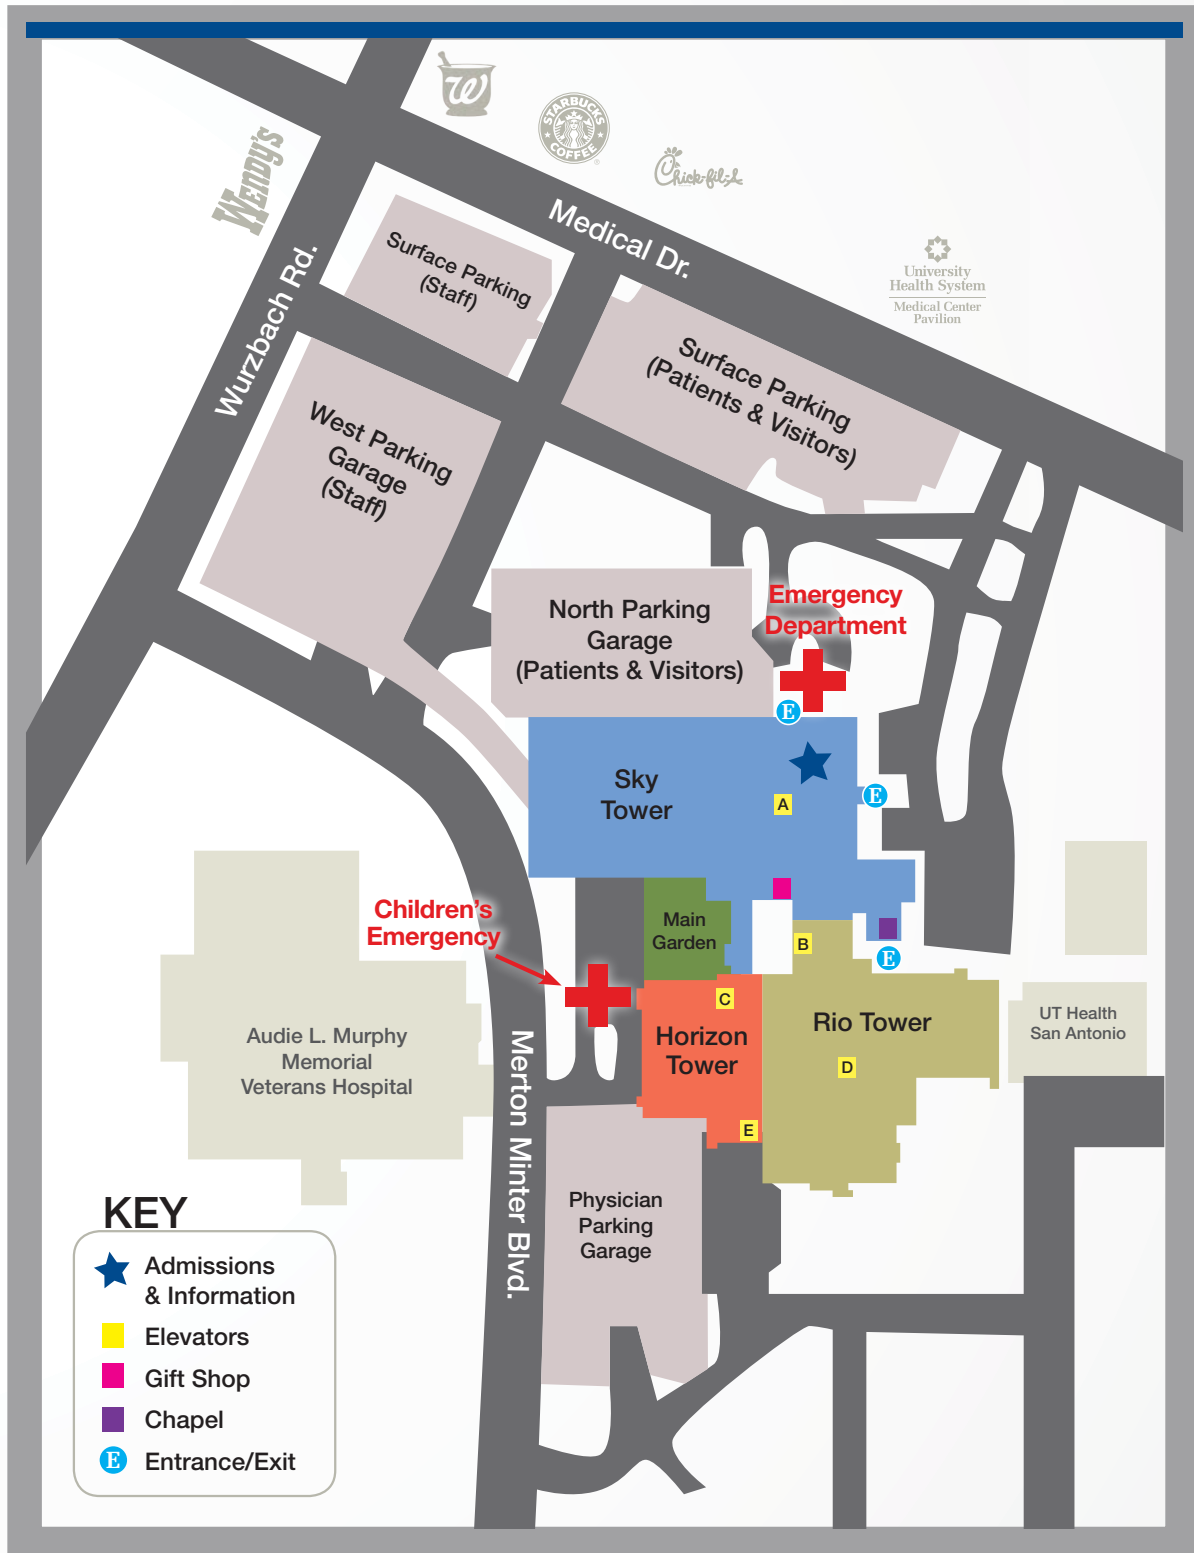 W
STARBUCKS
COFFEE
Chick-fil-A
WENDY'S
Medical Dr.
Wurzbach Rd.
University
Health System
Medical Center
Pavilion
Surface Parking
(Staff)
Surface Parking
(Patients & Visitors)
West Parking
Garage
(Staff)
North Parking
Garage
(Patients & Visitors)
Emergency
Department
E
Sky
Tower
A
E
Children's
Emergency
Main
Garden
B
E
C
Horizon
Tower
Rio Tower
D
E
UT Health
San Antonio
Audie L. Murphy
Memorial
Veterans Hospital
Merton Minter Blvd.
Physician
Parking
Garage
KEY
Admissions
& Information
Elevators
Gift Shop
Chapel
E Entrance/Exit